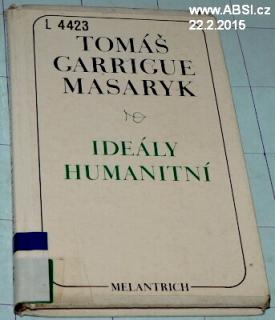 www.ABSI.cz
22.2.2015
L 4423
TOMÁŠ
GARRIGUE
MASARYK
IDEÁLY
HUMANITNÍ
MELANTRICH